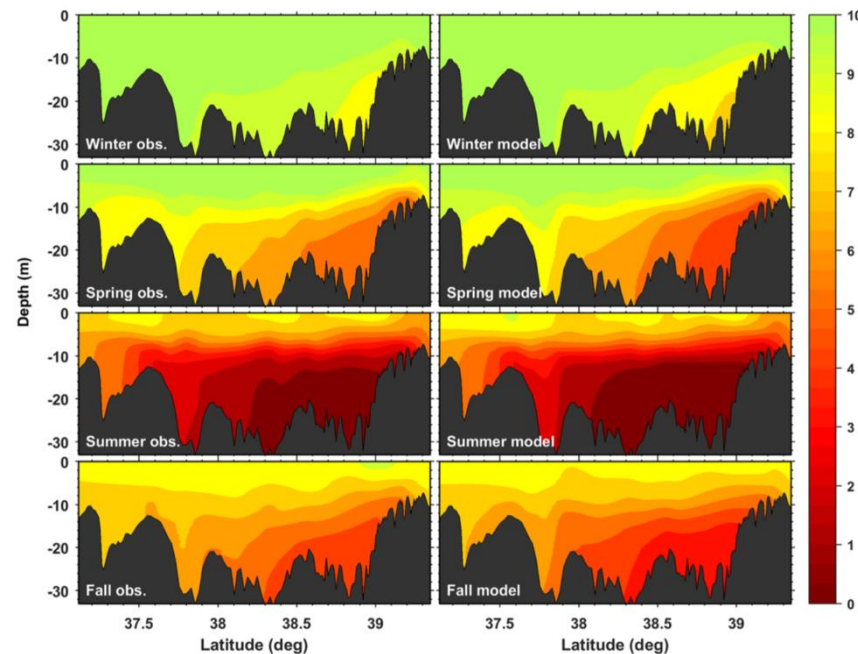 0
-10
-20
-30
Winter obs.
Winter model
10
9
8
7
6
5
4
3
2
1
0
0
-10
-20
-30
Spring obs.
Spring model
Depth (m)
0
-10
-20
-30
Summer obs.
Summer model
0
-10
-20
-30
Fall obs.
Fall model
37.5 38 38.5 39
37.5 38 38.5 39
Latitude (deg)
Latitude (deg)